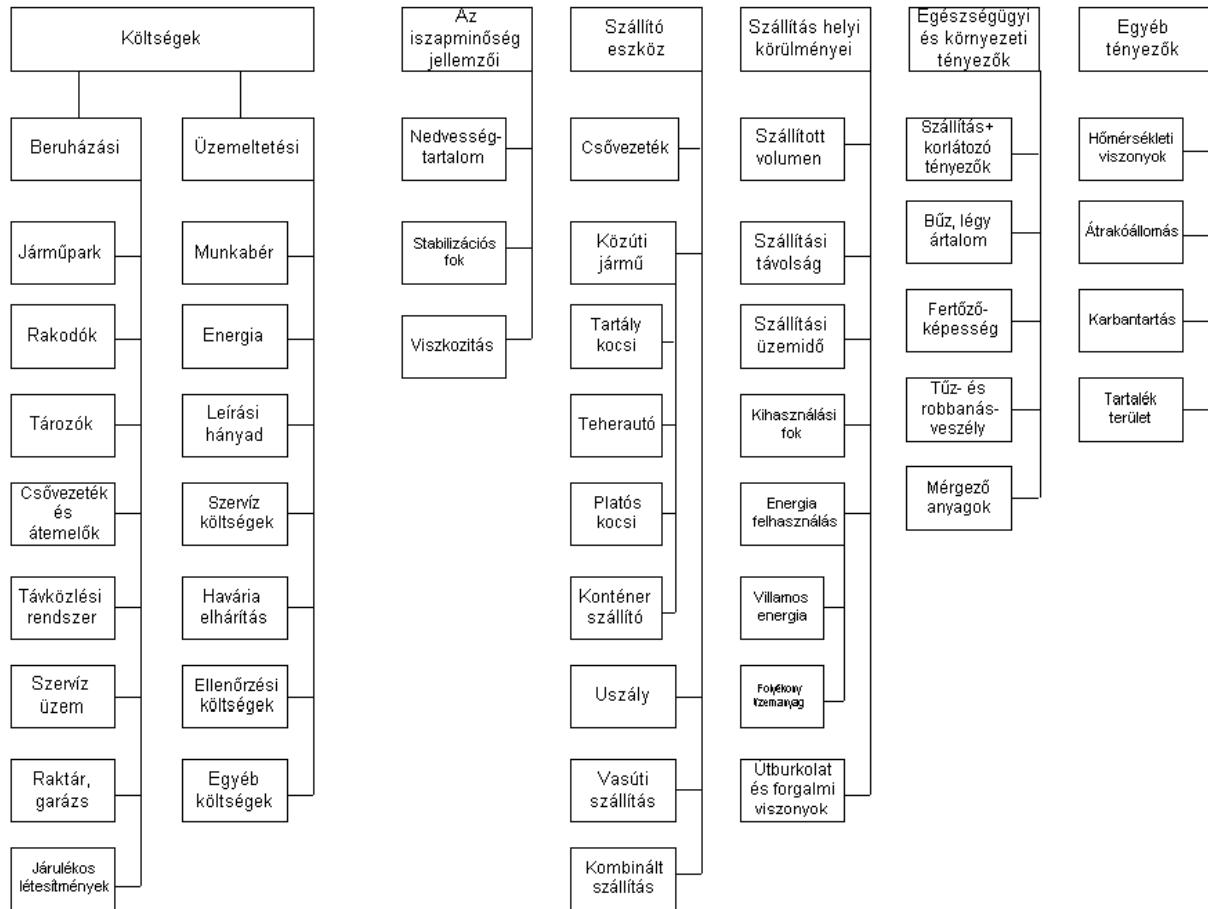 Költségek
Beruházási
Járműpark
Rakodók
Tározók
Csővezeték
és
átemelők
Távközlési
rendszer
Szervíz
üzem
Raktár,
garázs
Járulékos
létesítmények
Üzemeltetési
Munkabér
Energia
Leírási
hányad
Szervíz
költségek
Havária
elhárítás
Ellenőrzési
költségek
Egyéb
költségek
Az
iszapminőség
jellemzői
Nedvesség-
tartalom
Stabilizációs
fok
Viszkozitás
Szállító
eszköz
Csővezeték
Közúti
jármű
Tartály
kocsi
Teherautó
Platós
kocsi
Konténer
szállító
Uszály
Vasúti
szállítás
Kombinált
szállítás
Szállítás helyi
körülményei
Szállított
volumen
Szállítási
távolság
Szállítási
üzemidő
Kihasználási
fok
Energia
felhasználás
Villamos
energia
Folyékony
üzemanyag
Útburkolat
és forgalmi
viszonyok
Egészségügyi
és környezeti
tényezők
Szállítás+
korlátozó
tényezők
Bűz, légy
ártalom
Fertőző-
képesség
Tűz- és
robbanás-
veszély
Mérgező
anyagok
Egyéb
tényezők
Hőmérsékleti
viszonyok
Átrakóállomás
Karbantartás
Tartalék
terület